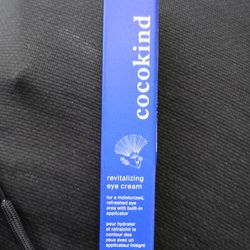 cocokind
revitalizing
eye cream
for a moisturized,
refreshed eye
area with built-in
applicator
pour hydrater
et rafraîchir le
contour des
yeux avec un
applicateur intégré